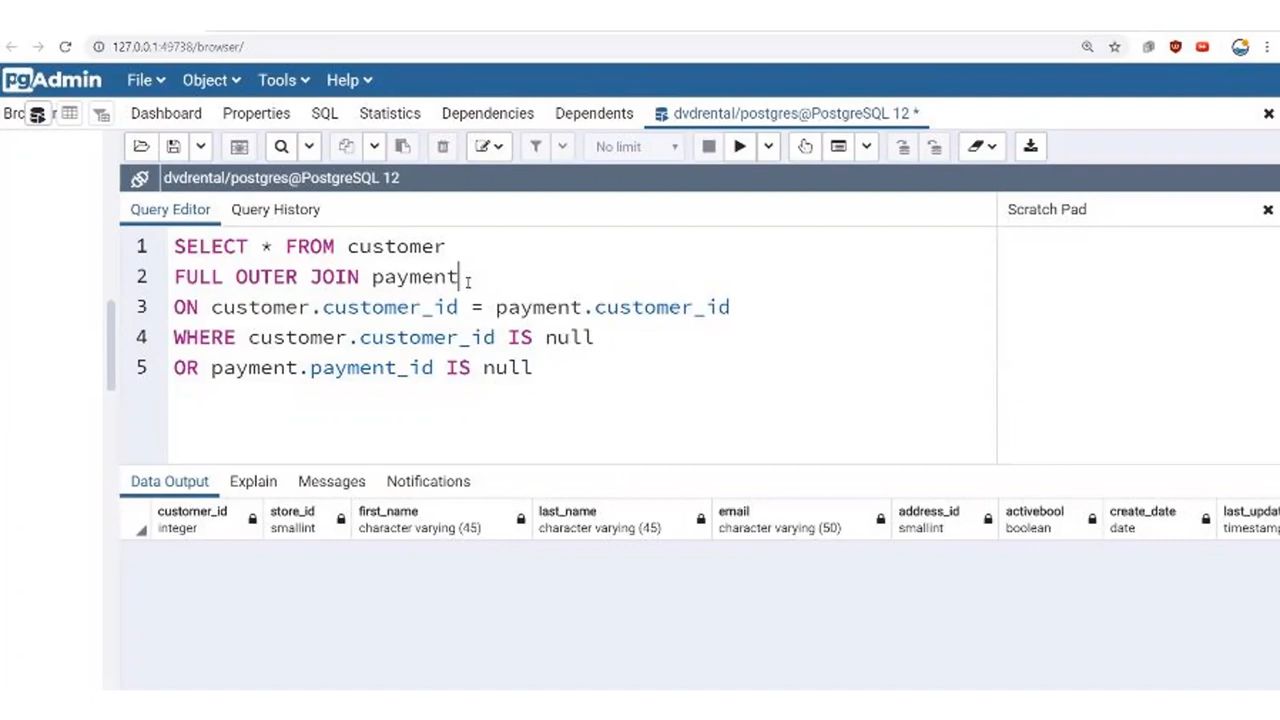 127.0.0.1:49738/browser/
pgAdmin File Object Tools Help
Dashboard Properties SQL Statistics Dependencies Dependents dvdrental/postgres@PostgreSQL 12 *
No limit
dvdrental/postgres@PostgreSQL 12
Query Editor Query History Scratch Pad
1 SELECT * FROM customer
2 FULL OUTER JOIN payment
3 ON customer.customer_id = payment.customer_id
4 WHERE customer.customer_id IS null
5 OR payment.payment_id IS null
Data Output Explain Messages Notifications
customer_id store_id first_name last_name email address_id activebool create_date last_updat
integer smallint character varying (45) character varying (45) character varying (50) smallint boolean date timestamp